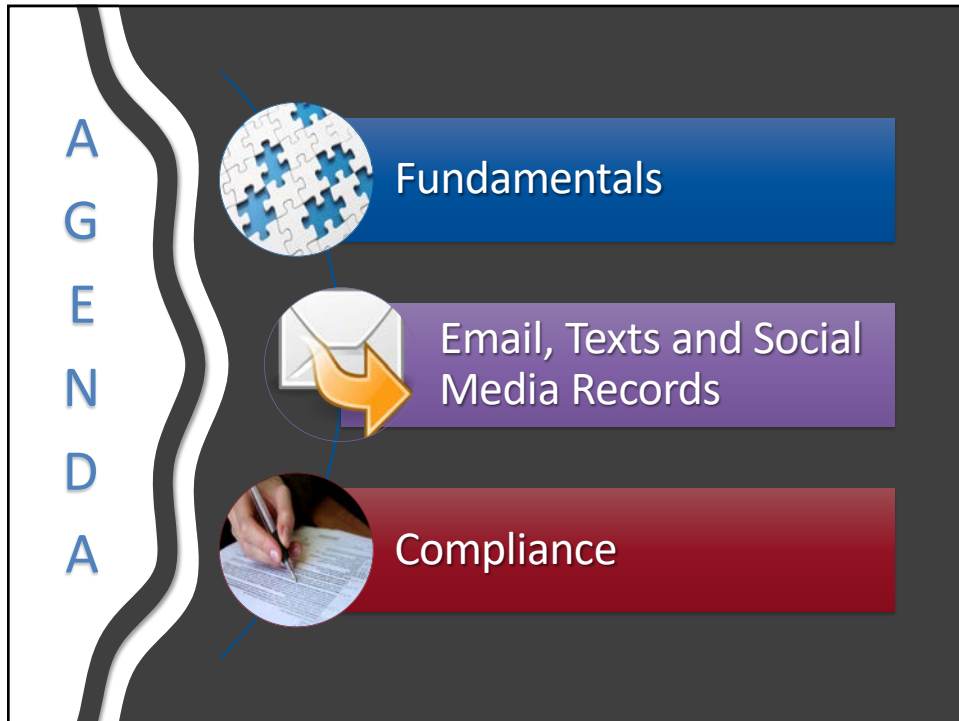 A
G
E
N
D
A
Fundamentals
Email, Texts and Social
Media Records
Compliance